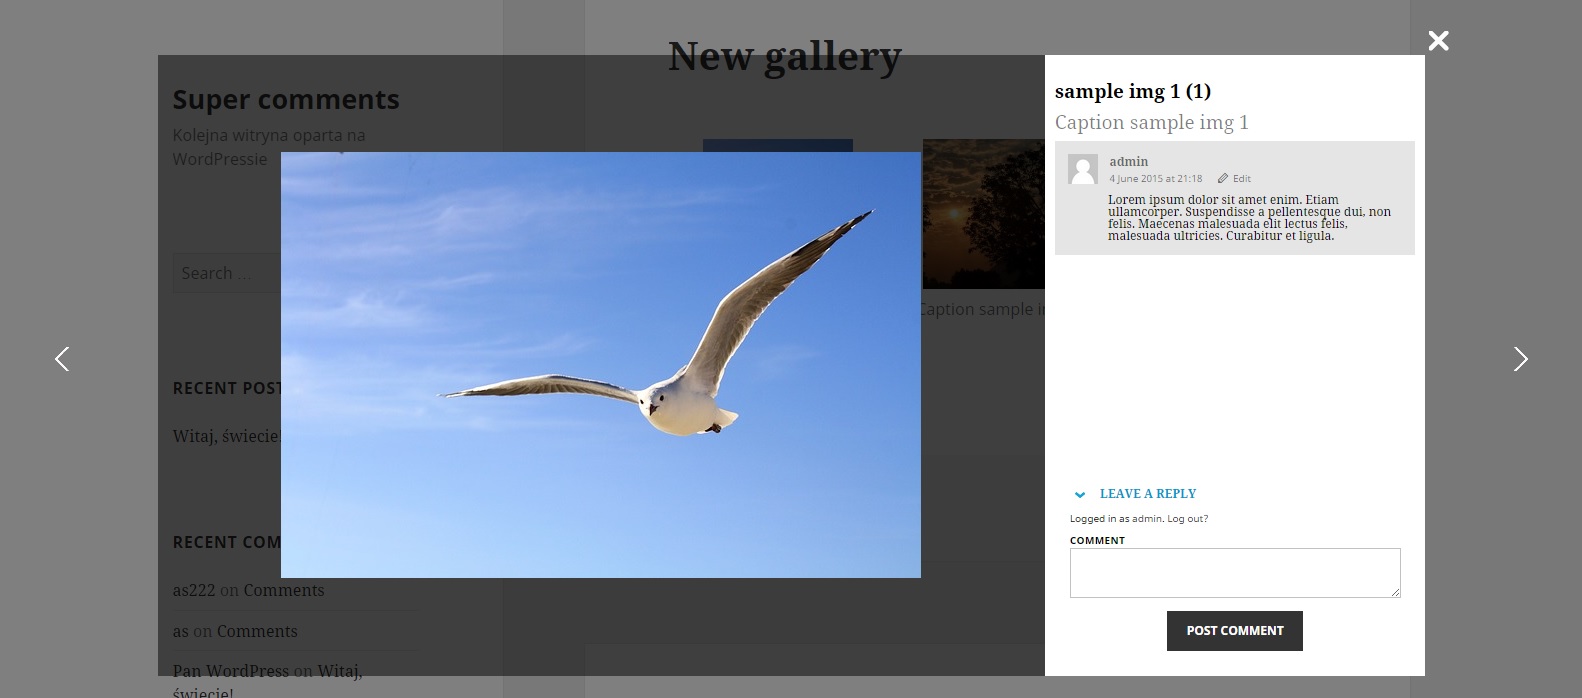 New gallery
Super comments
Kolejna witryna oparta na
WordPressie
Search ...
Caption sample
RECENT
Witaj, świecie!
RECENT
as222 on Comments
as on Comments
Pan WordPress on Witaj,
świecie!
sample img 1 (1)
Caption sample img 1
admin
4 June 2015 at 21:18 Edit
Lorem ipsum dolor sit amet enim. Etiam
ullamcorper. Suspendisse a pellentesque dui, non
felis. Maecenas malesuada elit lectus felis,
malesuada ultricies. Curabitur et ligula.
LEAVE A REPLY
Logged in as admin. Log out?
COMMENT
POST COMMENT